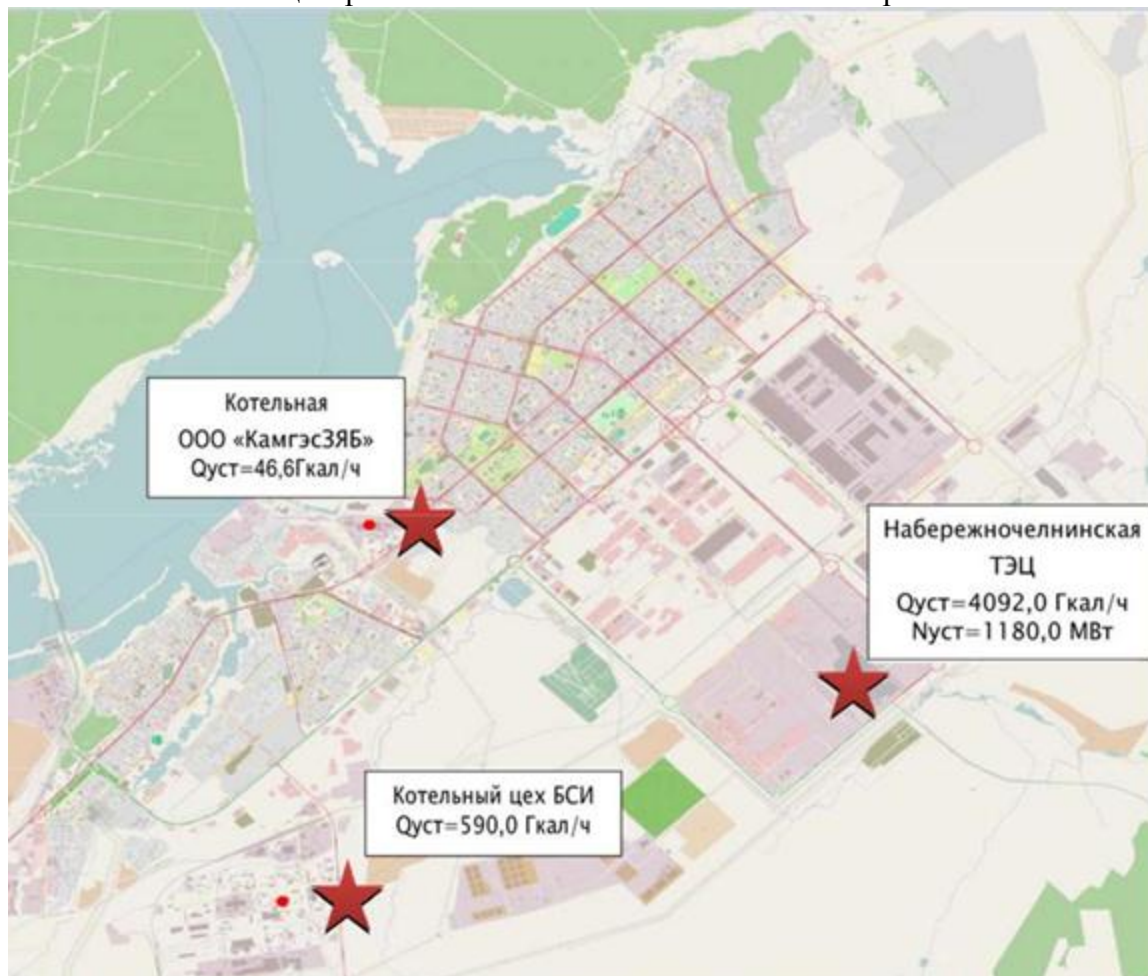 Котельная
ООО «КамгэсЗЯБ»
Qуст=46,6Гкал/ч
Набережночелнинская
ТЭЦ
Qуст=4092,0 Гкал/ч
Nуст=1180,0 МВт
Котельный цех БСИ
Qуст=590,0 Гкал/ч